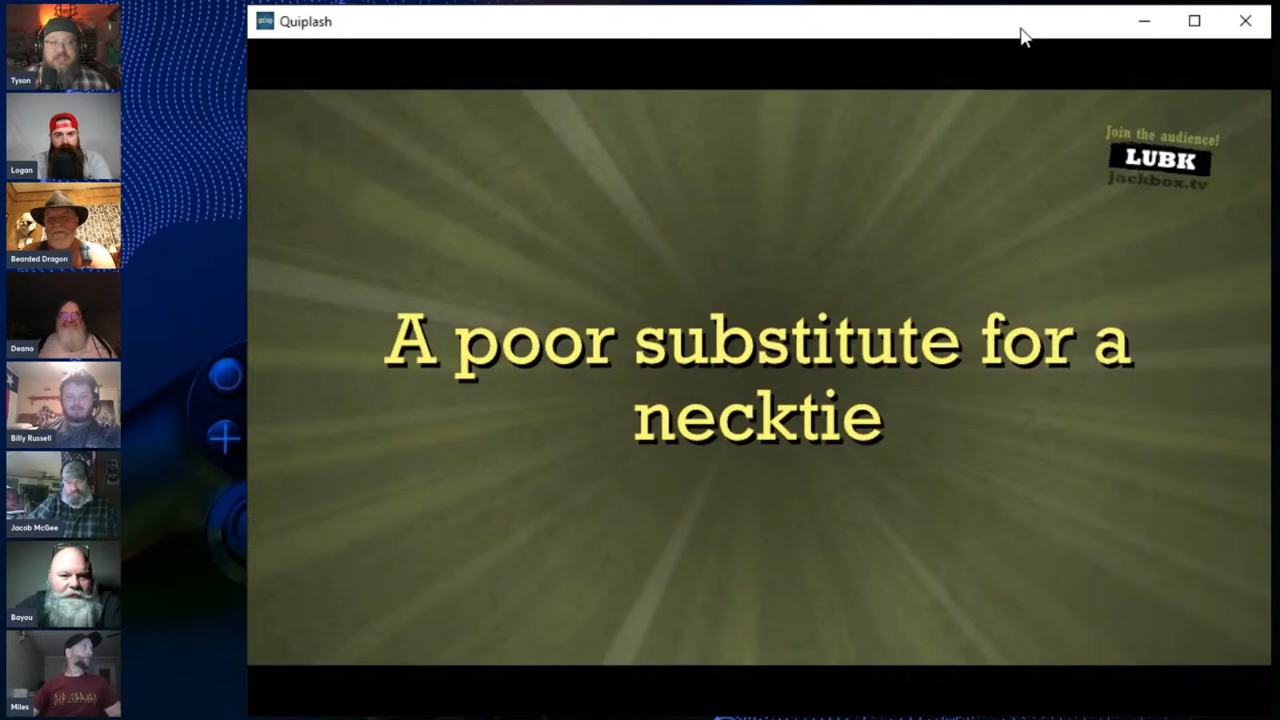 Quiplash
Join the audience!
LUBK
jackbox.tv
A poor substitute for a
necktie
Tyson
Logan
Bearded Dragon
Deano
Billy Russell
Jacob McGee
Bayou
Miles